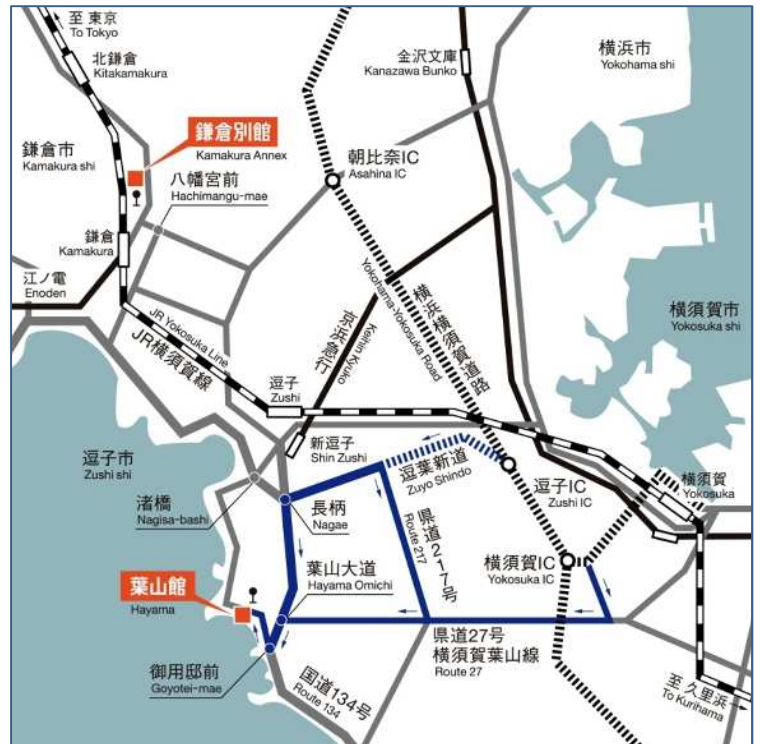 至 東京
To Tokyo
北鎌倉
Kitakamakura
金沢文庫
Kanazawa Bunko
横浜市
Yokohama shi
鎌倉別館
Kamakura Annex
鎌倉市
Kamakura shi
八幡宮前
Hachimangu-mae
朝比奈IC
Asahina IC
鎌倉
Kamakura
江ノ電
Enoden
JR Yokosuka Line
JR横須賀線
京浜急行
Keihin Kyuko
横浜横須賀道路
Yokohama-Yokosuka Road
横須賀市
Yokosuka shi
逗子
Zushi
新逗子
Shin Zushi
逗子市
Zushi shi
逗葉新道
Zuyo Shindo
逗子IC
Zushi IC
横須賀
Yokosuka
渚橋
Nagisa-bashi
長柄
Nagae
県道217号
Route 217
横須賀IC
Yokosuka IC
葉山大道
Hayama Omichi
葉山館
Hayama
県道27号
横須賀葉山線
Route 27
御用邸前
Goyotei-mae
国道134号
Route 134
至 久里浜
To Kurihama